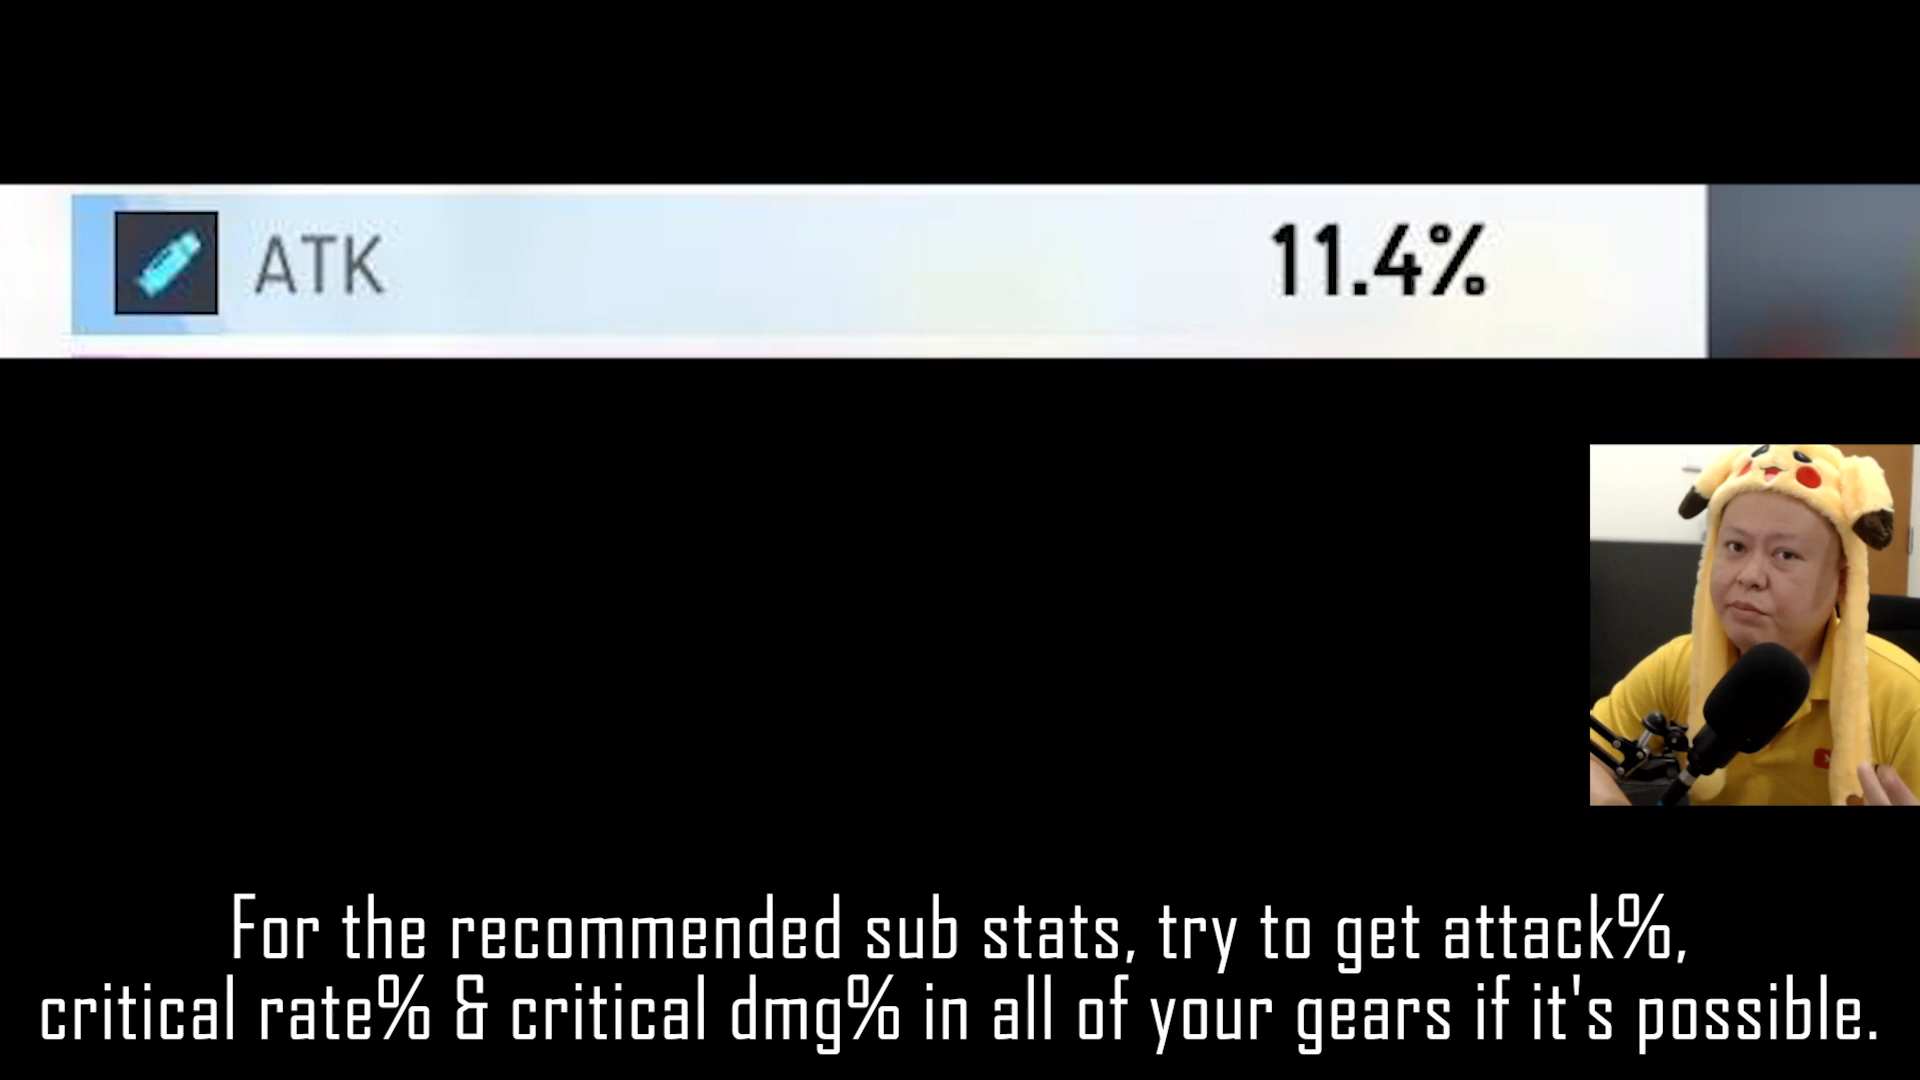 ATK 11.4%
For the recommended sub stats, try to get attack%,
critical rate% & critical dmg% in all of your gears if it's possible.